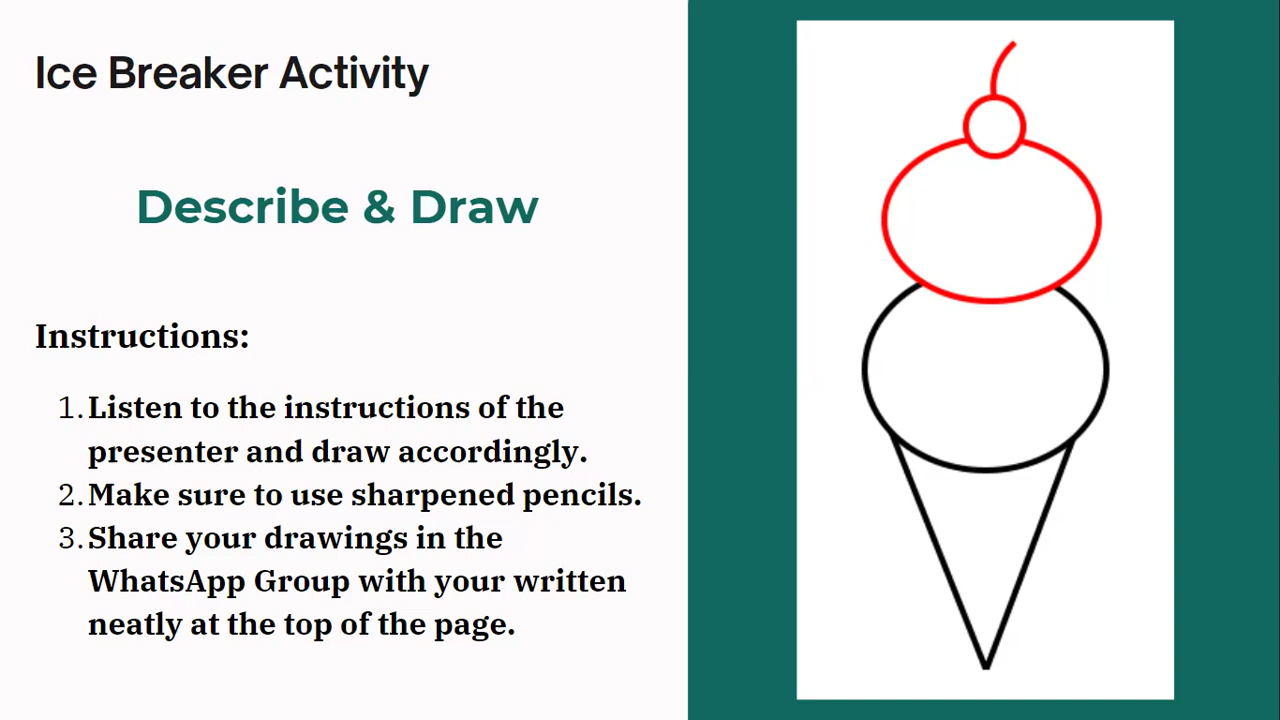 Ice Breaker Activity
Describe & Draw
Instructions:
1. Listen to the instructions of the
presenter and draw accordingly.
2. Make sure to use sharpened pencils.
3. Share your drawings in the
WhatsApp Group with your written
neatly at the top of the page.